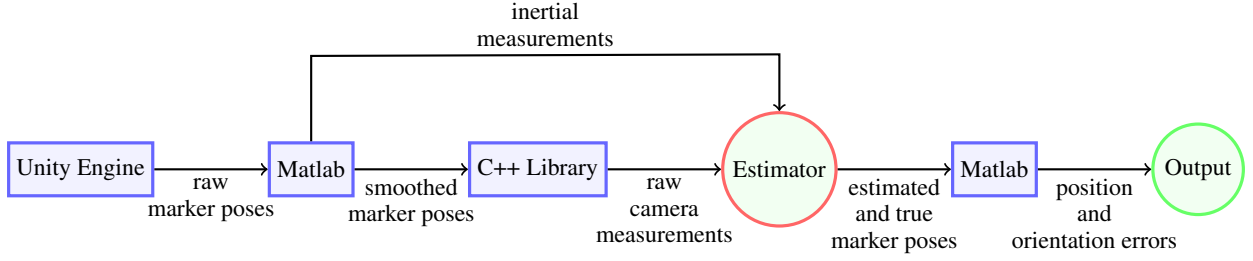 inertial
measurements
Unity Engine
raw
marker poses
Matlab
smoothed
marker poses
C++ Library
raw
camera
measurements
Estimator
estimated
and true
marker poses
Matlab
position
and
orientation errors
Output